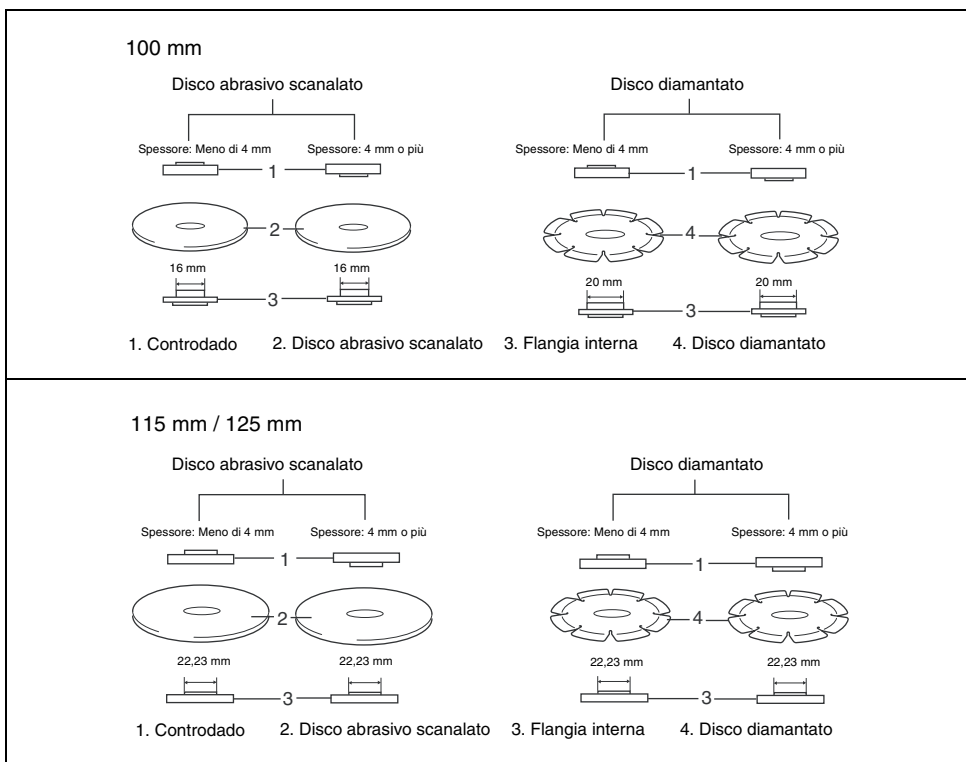 100 mm
Disco abrasivo scanalato Disco diamantato
Spessore: Meno di 4 mm Spessore: 4 mm o più Spessore: Meno di 4 mm Spessore: 4 mm o più
1 1
2 4
16 mm 16 mm 20 mm 20 mm
3 3
1. Controdado 2. Disco abrasivo scanalato 3. Flangia interna 4. Disco diamantato
115 mm / 125 mm
Disco abrasivo scanalato Disco diamantato
Spessore: Meno di 4 mm Spessore: 4 mm o più Spessore: Meno di 4 mm Spessore: 4 mm o più
1 1
2 4
22,23 mm 22,23 mm 22,23 mm 22,23 mm
3 3
1. Controdado 2. Disco abrasivo scanalato 3. Flangia interna 4. Disco diamantato